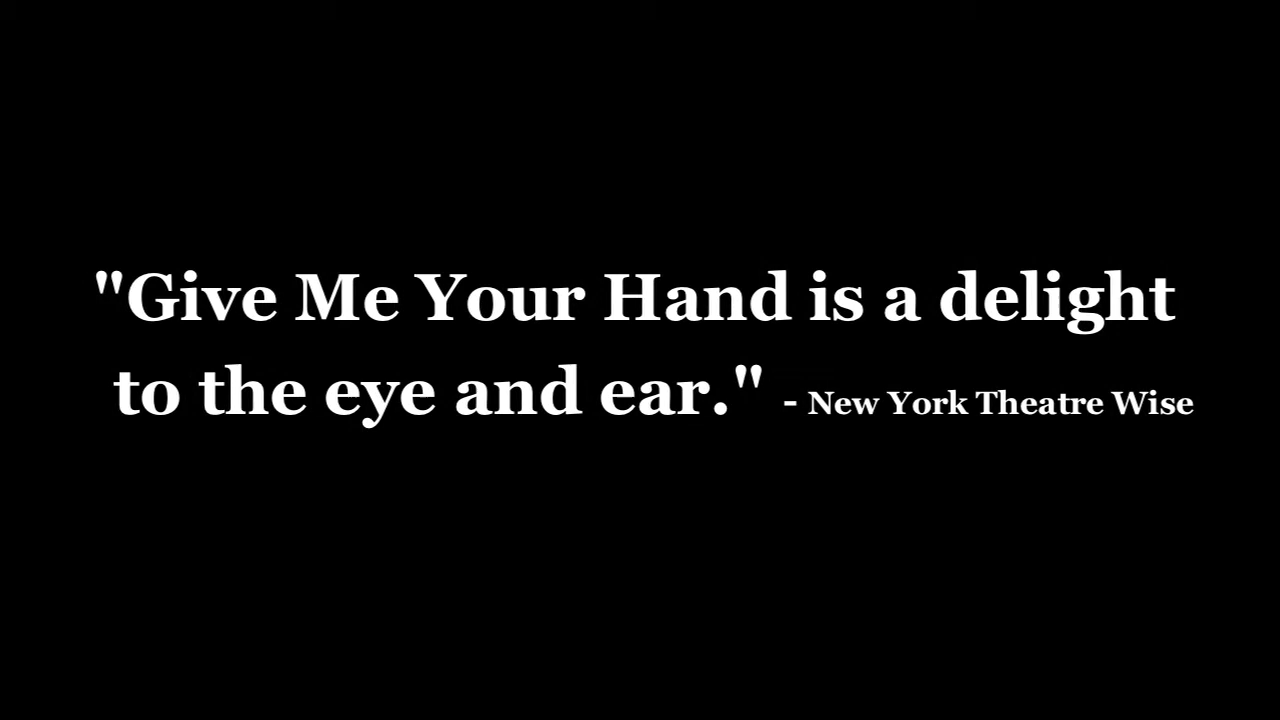 "Give Me Your Hand is a delight
to the eye and ear." - New York Theatre Wise